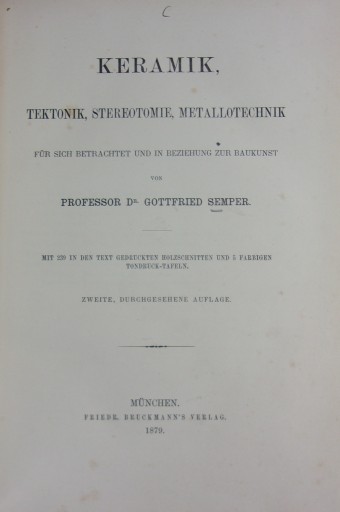 C
KERAMIK,
TEKTONIK, STEREOTOMIE, METALLOTECHNIK
FÜR SICH BETRACHTET UND IN BEZIEHUNG ZUR BAUKUNST
VON
PROFESSOR DR. GOTTFRIED SEMPER.
MIT 239 IN DEN TEXT GEDRUCKTEN HOLZSCHNITTEN UND 5 FARBIGEN
TONDRUCK-TAFELN.
ZWEITE, DURCHGESEHENE AUFLAGE.
MÜNCHEN.
FRIEDR. BRUCKMANN'S VERLAG.
1879.